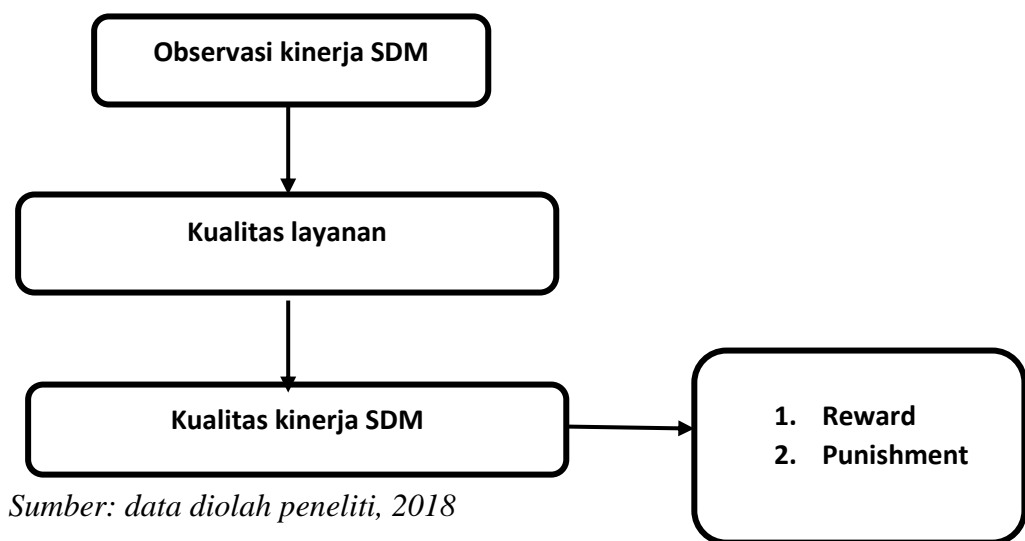 Observasi kinerja SDM
Kualitas layanan
Kualitas kinerja SDM
1. Reward
2. Punishment
Sumber: data diolah peneliti, 2018